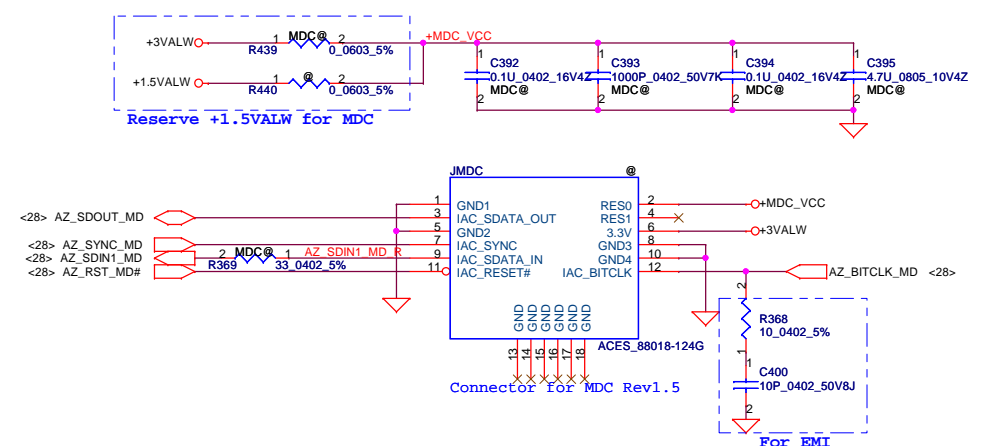 +3VALW 1 MDC@ 2 +MDC_VCC
R439 0_0603_5%
+1.5VALW 1 @ 2
R440 0_0603_5%
Reserve +1.5VALW for MDC
1 1 1 1
C392 C393 C394 C395
0.1U_0402_16V4Z 1000P_0402_50V7K 0.1U_0402_16V4Z 4.7U_0805_10V4Z
MDC@ MDC@ MDC@ MDC@
2 2 2 2
JMDC @
1 GND1 RES0 2 +MDC_VCC
<28> AZ_SDOUT_MD 3 IAC_SDATA_OUT RES1 4
5 GND2 3.3V 6 +3VALW
<28> AZ_SYNC_MD 7 IAC_SYNC GND3 8
<28> AZ_SDIN1_MD 2 MDC@ 1 AZ_SDIN1_MD_R 9 IAC_SDATA_IN GND4 10
R369 33_0402_5%
<28> AZ_RST_MD# 11 IAC_RESET# IAC_BITCLK 12 AZ_BITCLK_MD <28>
GND GND GND GND GND GND
13 14 15 16 17 18
ACES_88018-124G
Connector for MDC Rev1.5
2
R368
10_0402_5%
1
1
C400
10P_0402_50V8J
2
For EMI